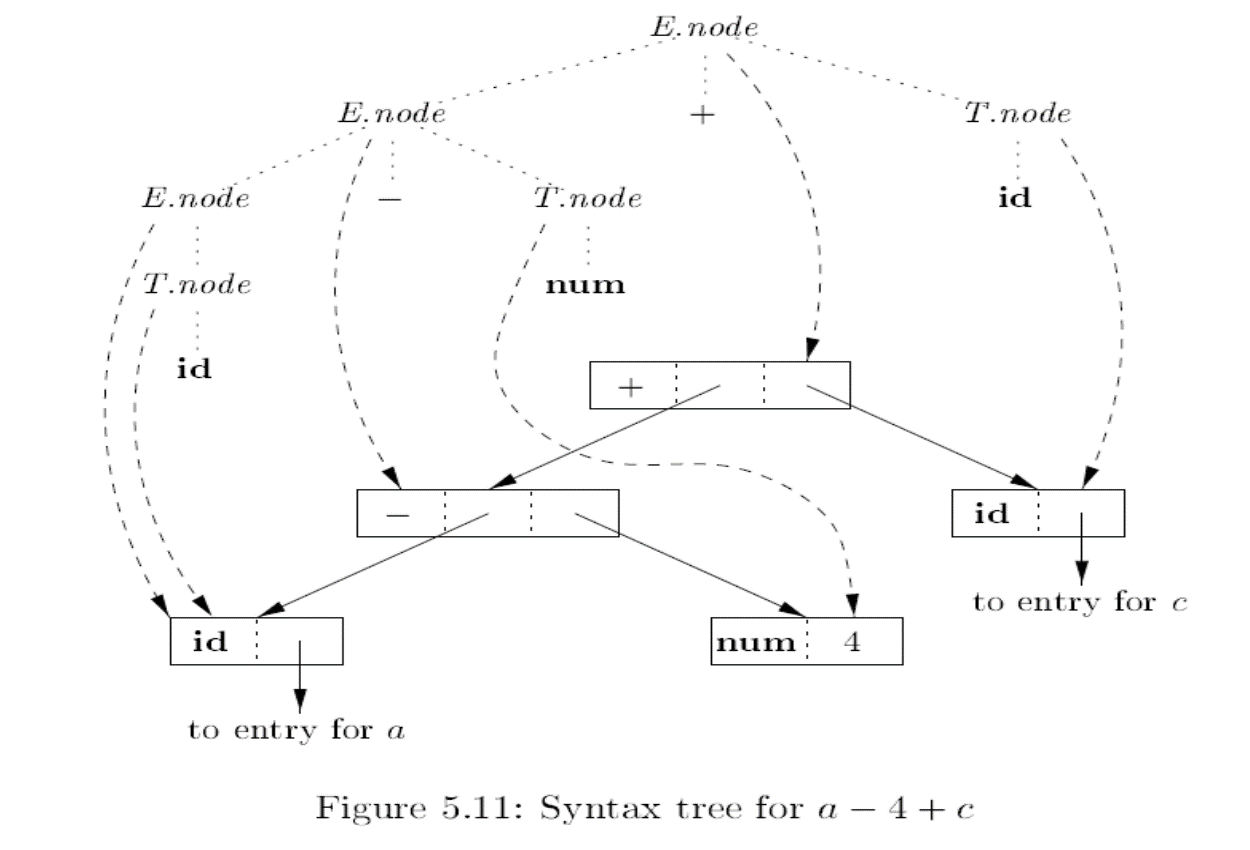 E.node
E.node + T.node
E.node − T.node id
T.node num
id
+
− id
to entry for c
id num 4
to entry for a
Figure 5.11: Syntax tree for a − 4 + c